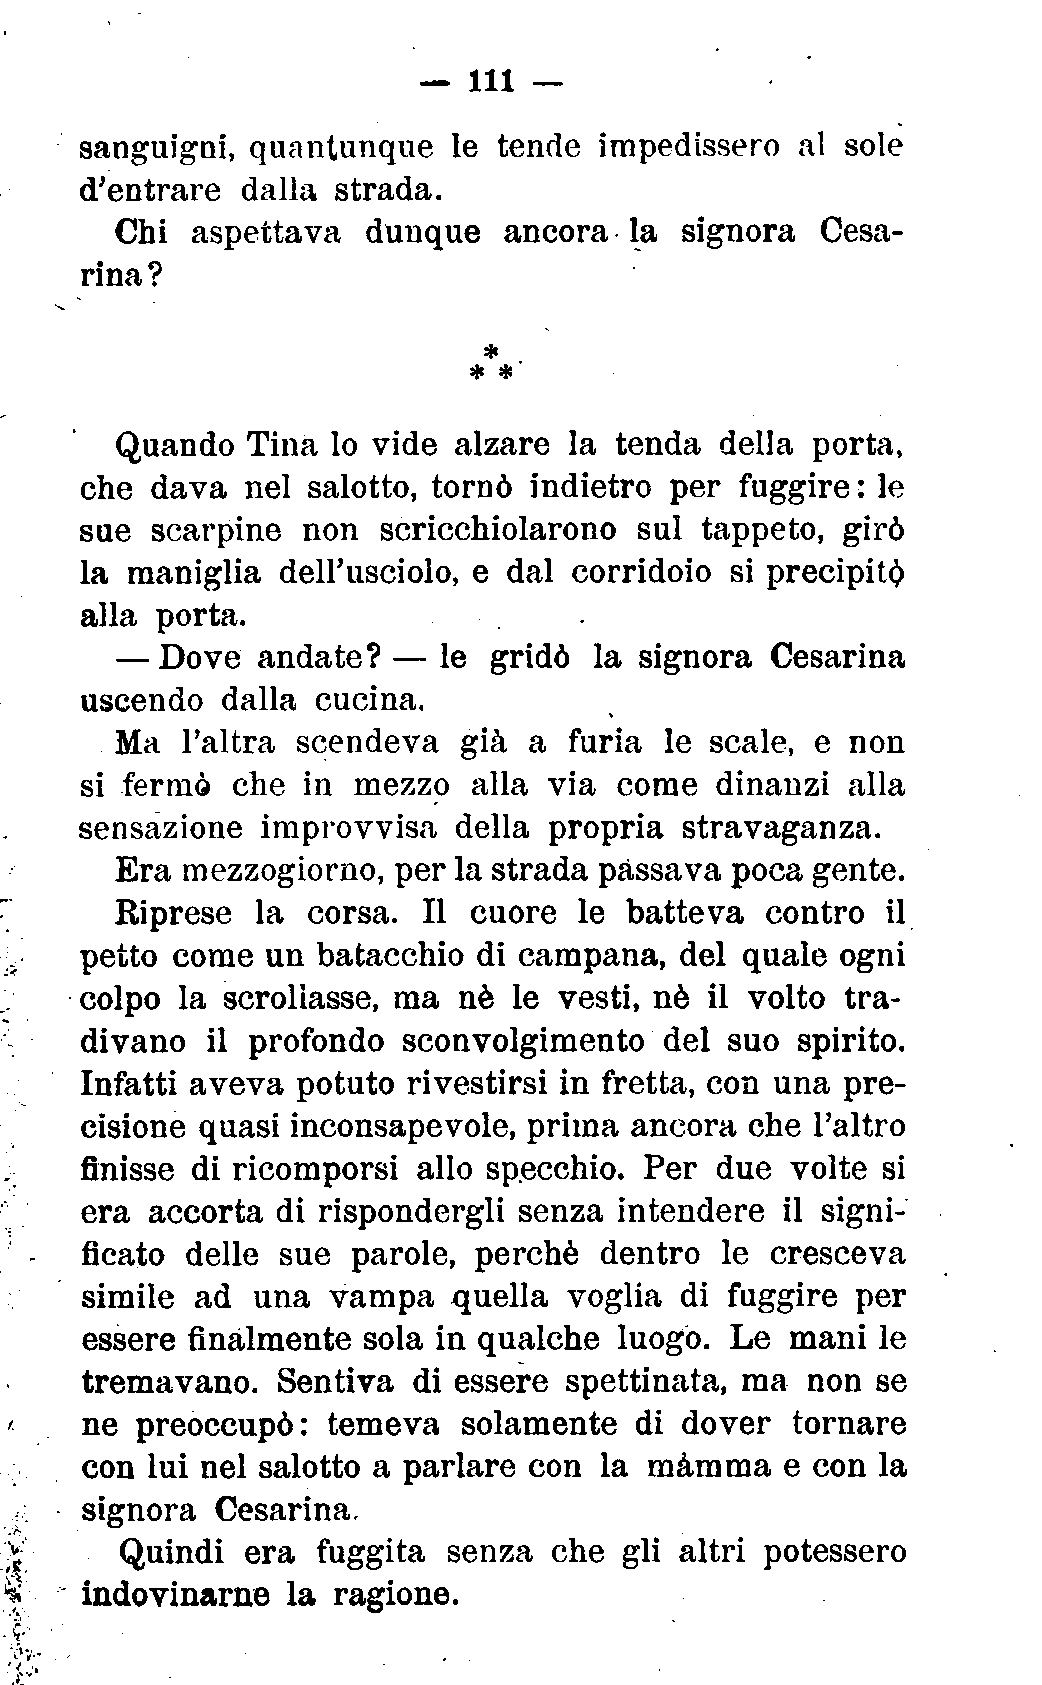 — 111 —
sanguigni, quantunque le tende impedissero al sole
d'entrare dalla strada.
Chi aspettava dunque ancora la signora Cesa-
rina?
*
* *
Quando Tina lo vide alzare la tenda della porta,
che dava nel salotto, tornò indietro per fuggire: le
sue scarpine non scricchiolarono sul tappeto, girò
la maniglia dell'usciolo, e dal corridoio si precipitò
alla porta.
— Dove andate? — le gridò la signora Cesarina
uscendo dalla cucina.
Ma l'altra scendeva già a furia le scale, e non
si fermò che in mezzo alla via come dinanzi alla
sensazione improvvisa della propria stravaganza.
Era mezzogiorno, per la strada passava poca gente.
Riprese la corsa. Il cuore le batteva contro il
petto come un batacchio di campana, del quale ogni
colpo la scrollasse, ma nè le vesti, nè il volto tra-
divano il profondo sconvolgimento del suo spirito.
Infatti aveva potuto rivestirsi in fretta, con una pre-
cisione quasi inconsapevole, prima ancora che l'altro
finisse di ricomporsi allo specchio. Per due volte si
era accorta di rispondergli senza intendere il signi-
ficato delle sue parole, perchè dentro le cresceva
simile ad una vampa quella voglia di fuggire per
essere finalmente sola in qualche luogo. Le mani le
tremavano. Sentiva di essere spettinata, ma non se
ne preoccupò: temeva solamente di dover tornare
con lui nel salotto a parlare con la mamma e con la
signora Cesarina.
Quindi era fuggita senza che gli altri potessero
indovinarne la ragione.